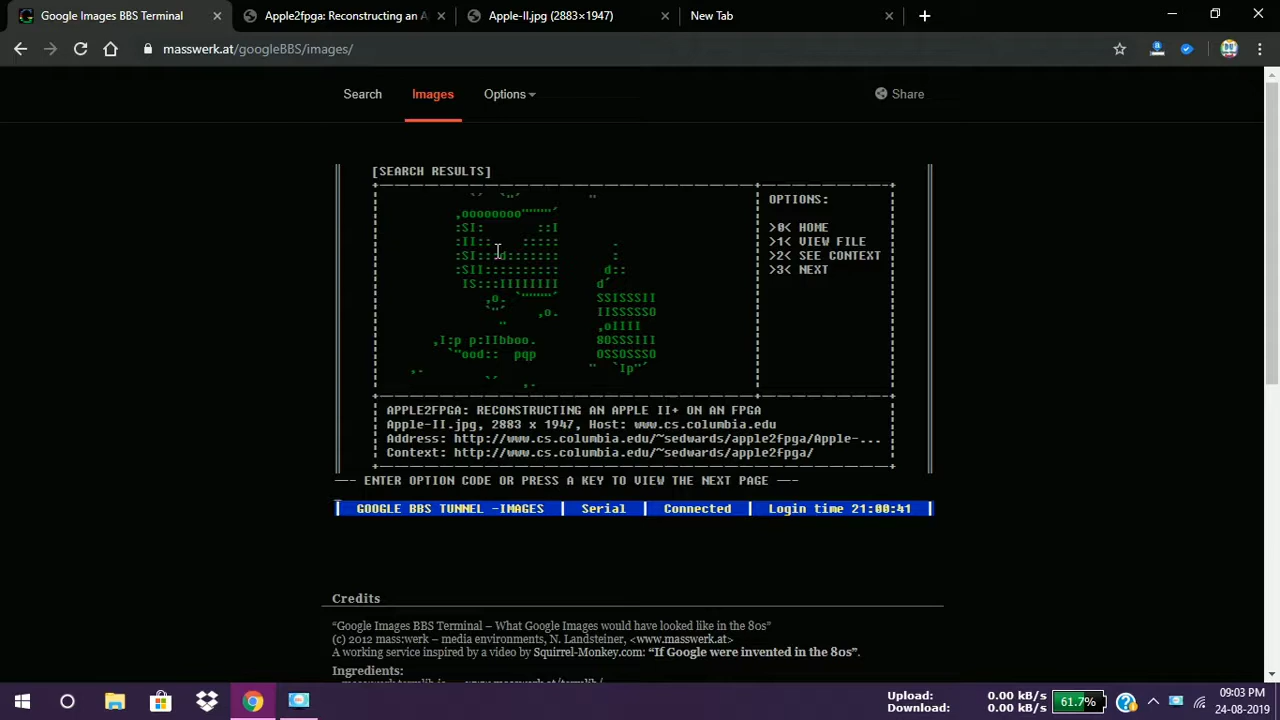 Google Images BBS Terminal
Apple2fpga: Reconstructing an A
Apple-II.jpg (2883×1947)
New Tab
masswerk.at/googleBBS/images/
Search
Images
Options
Share
[SEARCH RESULTS]
OPTIONS:
>0< HOME
>1< VIEW FILE
>2< SEE CONTEXT
>3< NEXT
APPLE2FPGA: RECONSTRUCTING AN APPLE II+ ON AN FPGA
Apple-II.jpg, 2883 x 1947, Host: www.cs.columbia.edu
Address: http://www.cs.columbia.edu/~sedwards/apple2fpga/Apple-...
Context: http://www.cs.columbia.edu/~sedwards/apple2fpga/
–— ENTER OPTION CODE OR PRESS A KEY TO VIEW THE NEXT PAGE —–
GOOGLE BBS TUNNEL -IMAGES | Serial | Connected | Login time 21:00:41
Credits
“Google Images BBS Terminal – What Google Images would have looked like in the 80s”
(c) 2012 mass:werk – media environments, N. Landsteiner, <www.masswerk.at>
A working service inspired by a video by Squirrel-Monkey.com: “If Google were invented in the 80s”.
Ingredients:
Upload: 0.00 kB/s
Download: 0.00 kB/s
61.7%
09:03 PM
24-08-2019